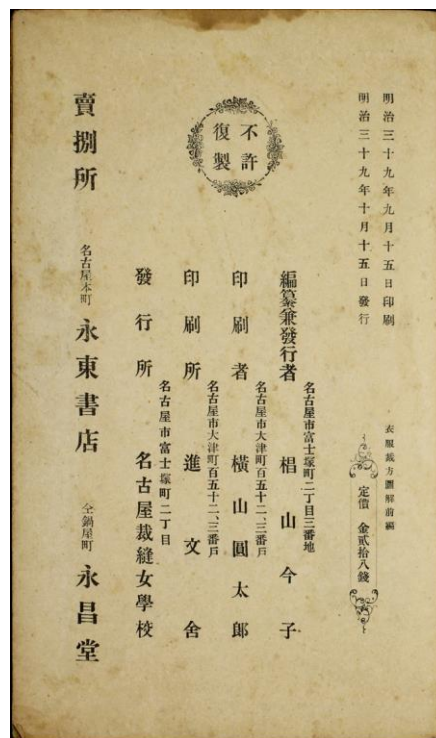 明治三十九年九月十五日印刷
明治三十九年十月十五日發行
衣服裁方圖解前編
定價 金貳拾八錢
不許
復製
名古屋市富士塚町二丁目三番地
編纂兼發行者 椙山今子
名古屋市大津町百五十二、三番戸
印刷者 横山圓太郎
名古屋市大津町百五十二、三番戸
印刷所 進文舍
名古屋市富士塚町二丁目
發行所 名古屋裁縫女學校
賣捌所 名古屋本町 永東書店 仝鍋屋町 永昌堂